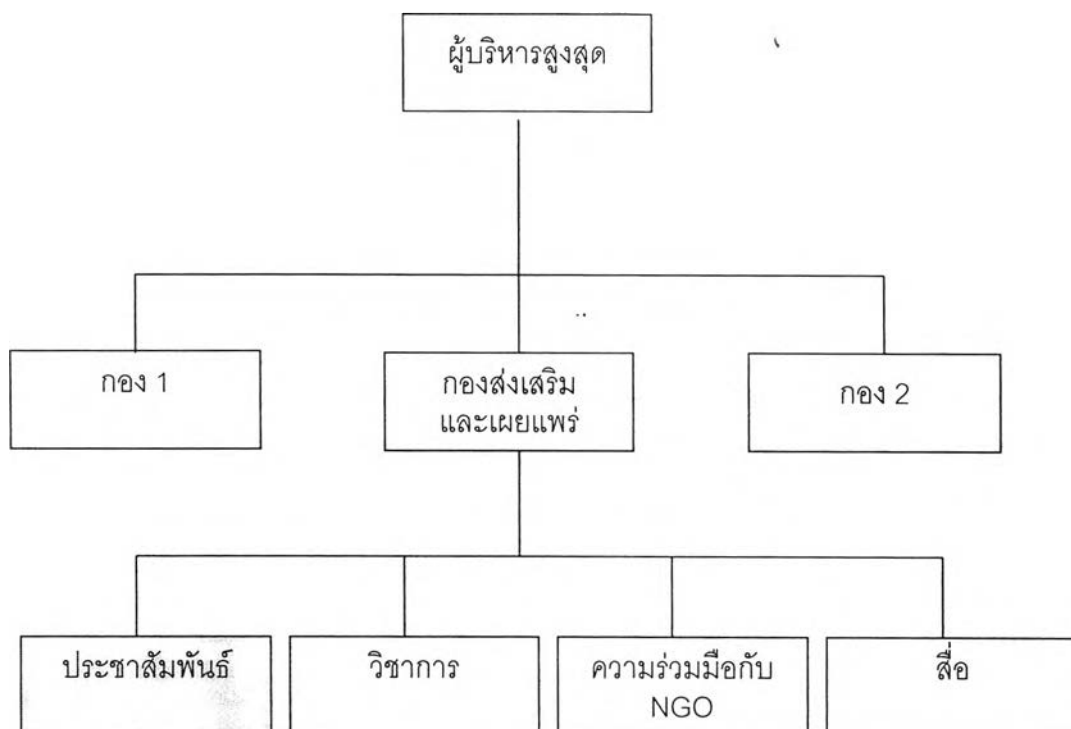 ผู้บริหารสูงสุด
กอง 1
กองส่งเสริม
และเผยแพร่
กอง 2
ประชาสัมพันธ์
วิชาการ
ความร่วมมือกับ
NGO
สื่อ